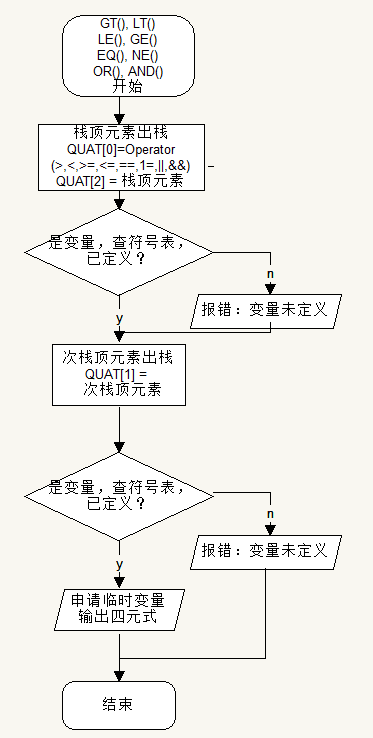 GT(), LT()
LE(), GE()
EQ(), NE()
OR(), AND()
开始
栈顶元素出栈
QUAT[0]=Operator
(>,<,>=,<=,==,1=,||,&&)
QUAT[2] = 栈顶元素
是变量，查符号表，
已定义？
n
报错：变量未定义
y
次栈顶元素出栈
QUAT[1] =
次栈顶元素
是变量，查符号表，
已定义？
n
报错：变量未定义
y
申请临时变量
输出四元式
结束